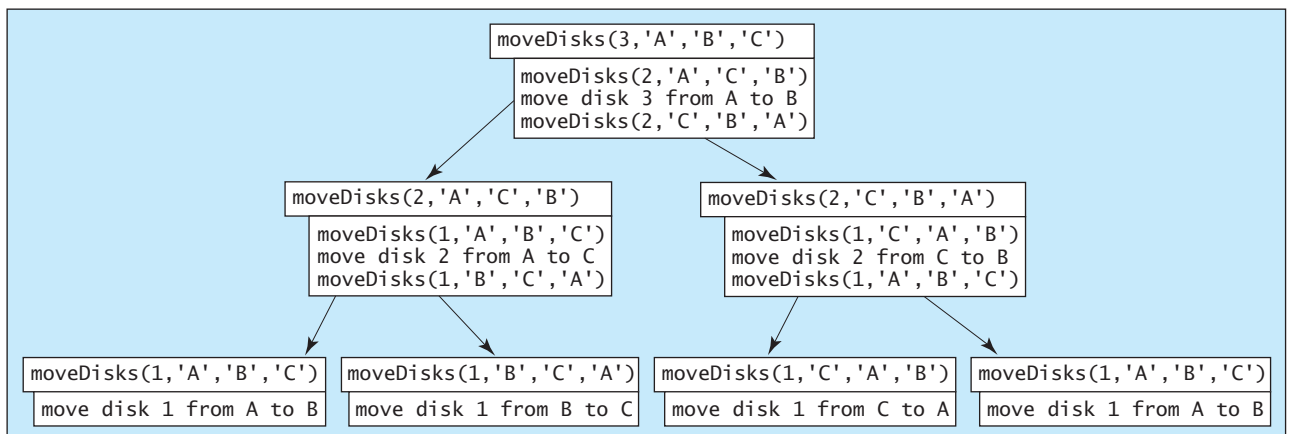 moveDisks(3,'A','B','C')
moveDisks(2,'A','C','B')
move disk 3 from A to B
moveDisks(2,'C','B','A')
moveDisks(2,'A','C','B')
moveDisks(1,'A','B','C')
move disk 2 from A to C
moveDisks(1,'B','C','A')
moveDisks(2,'C','B','A')
moveDisks(1,'C','A','B')
move disk 2 from C to B
moveDisks(1,'A','B','C')
moveDisks(1,'A','B','C')
move disk 1 from A to B
moveDisks(1,'B','C','A')
move disk 1 from B to C
moveDisks(1,'C','A','B')
move disk 1 from C to A
moveDisks(1,'A','B','C')
move disk 1 from A to B